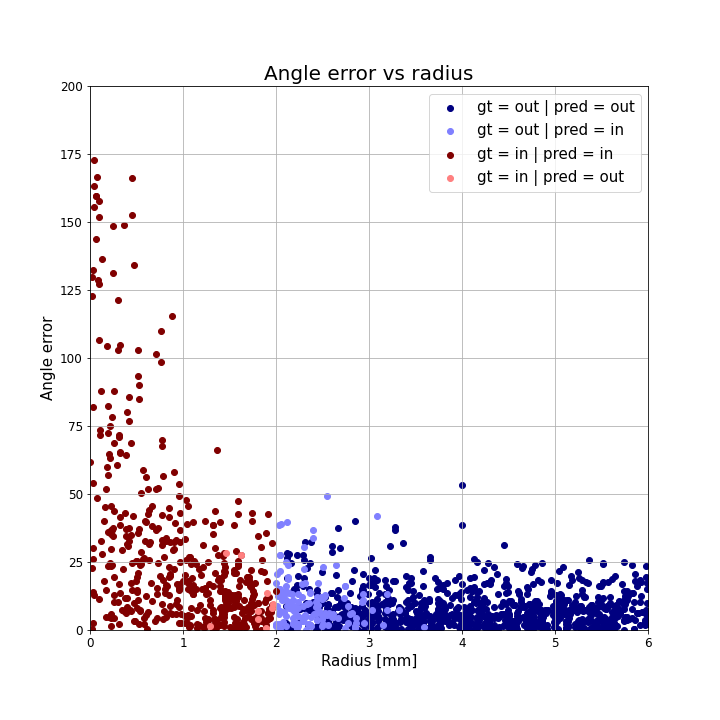 Angle error vs radius
gt = out | pred = out
gt = out | pred = in
gt = in | pred = in
gt = in | pred = out
200
175
150
125
100
75
50
25
0
Angle error
0 1 2 3 4 5 6
Radius [mm]